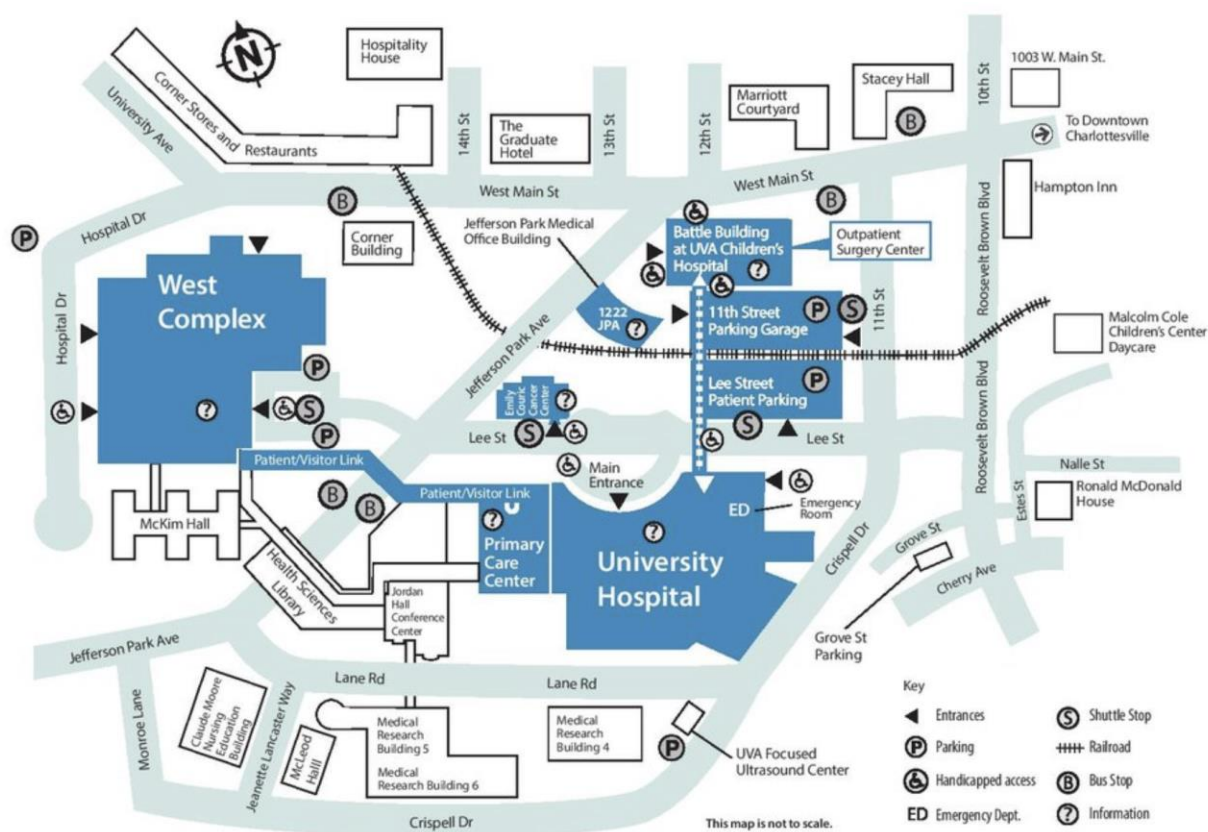 N
Hospitality
House
Corner Stores and
Restaurants
University Ave
14th St
The
Graduate
Hotel
13th St
12th St
Marriott
Courtyard
Stacey Hall
B
10th St
1003 W. Main St.
To Downtown
Charlottesville
West Main St
West Main St
B
B
Hampton Inn
Roosevelt Brown Blvd
Hospital Dr
P
Corner
Building
Jefferson Park Medical
Office Building
Battle Building
at UVA Children's
Hospital
?
Outpatient
Surgery Center
West
Complex
Hospital Dr
1222
JPA
?
11th Street
Parking Garage
P
S
11th St
Malcolm Cole
Children's Center
Daycare
Jefferson Park Ave
P
?
S
P
Emily
Couric
Cancer
Center
?
Lee Street
Patient Parking
P
Roosevelt Brown Blvd
Lee St
S
S
Lee St
Patient/Visitor Link
Patient/Visitor Link
B
B
Main
Entrance
ED
Emergency
Room
Nalle St
Estes St
Ronald McDonald
House
McKim Hall
?
Primary
Care
Center
?
University
Hospital
Crispell Dr
Grove St
Cherry Ave
Health Sciences
Library
Jordan
Hall
Conference
Center
Grove St
Parking
Jefferson Park Ave
Lane Rd
Lane Rd
Monroe Lane
Claude Moore
Nursing
Education
Building
Jeanette Lancaster Way
McLeod
Halll
Medical
Research
Building 5
Medical
Research Building 6
Medical
Research
Building 4
P
UVA Focused
Ultrasound Center
Crispell Dr
This map is not to scale.
Key
Entrances
S Shuttle Stop
P Parking
Railroad
Handicapped access
B Bus Stop
ED Emergency Dept.
? Information